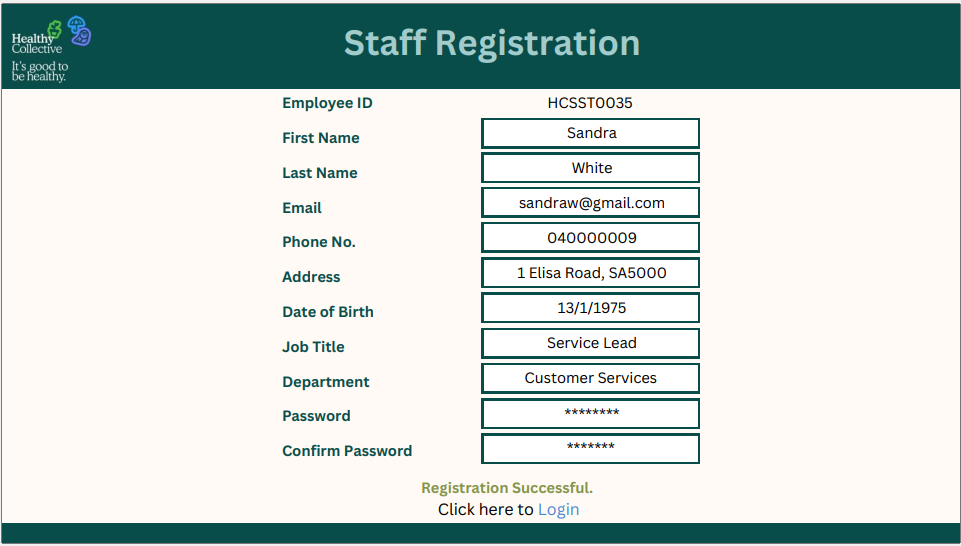 Healthy
Collective
It's good to
be healthy.
Staff Registration
Employee ID HCSST0035
First Name Sandra
Last Name White
Email sandraw@gmail.com
Phone No. 040000009
Address 1 Elisa Road, SA5000
Date of Birth 13/1/1975
Job Title Service Lead
Department Customer Services
Password ********
Confirm Password *******
Registration Successful.
Click here to Login